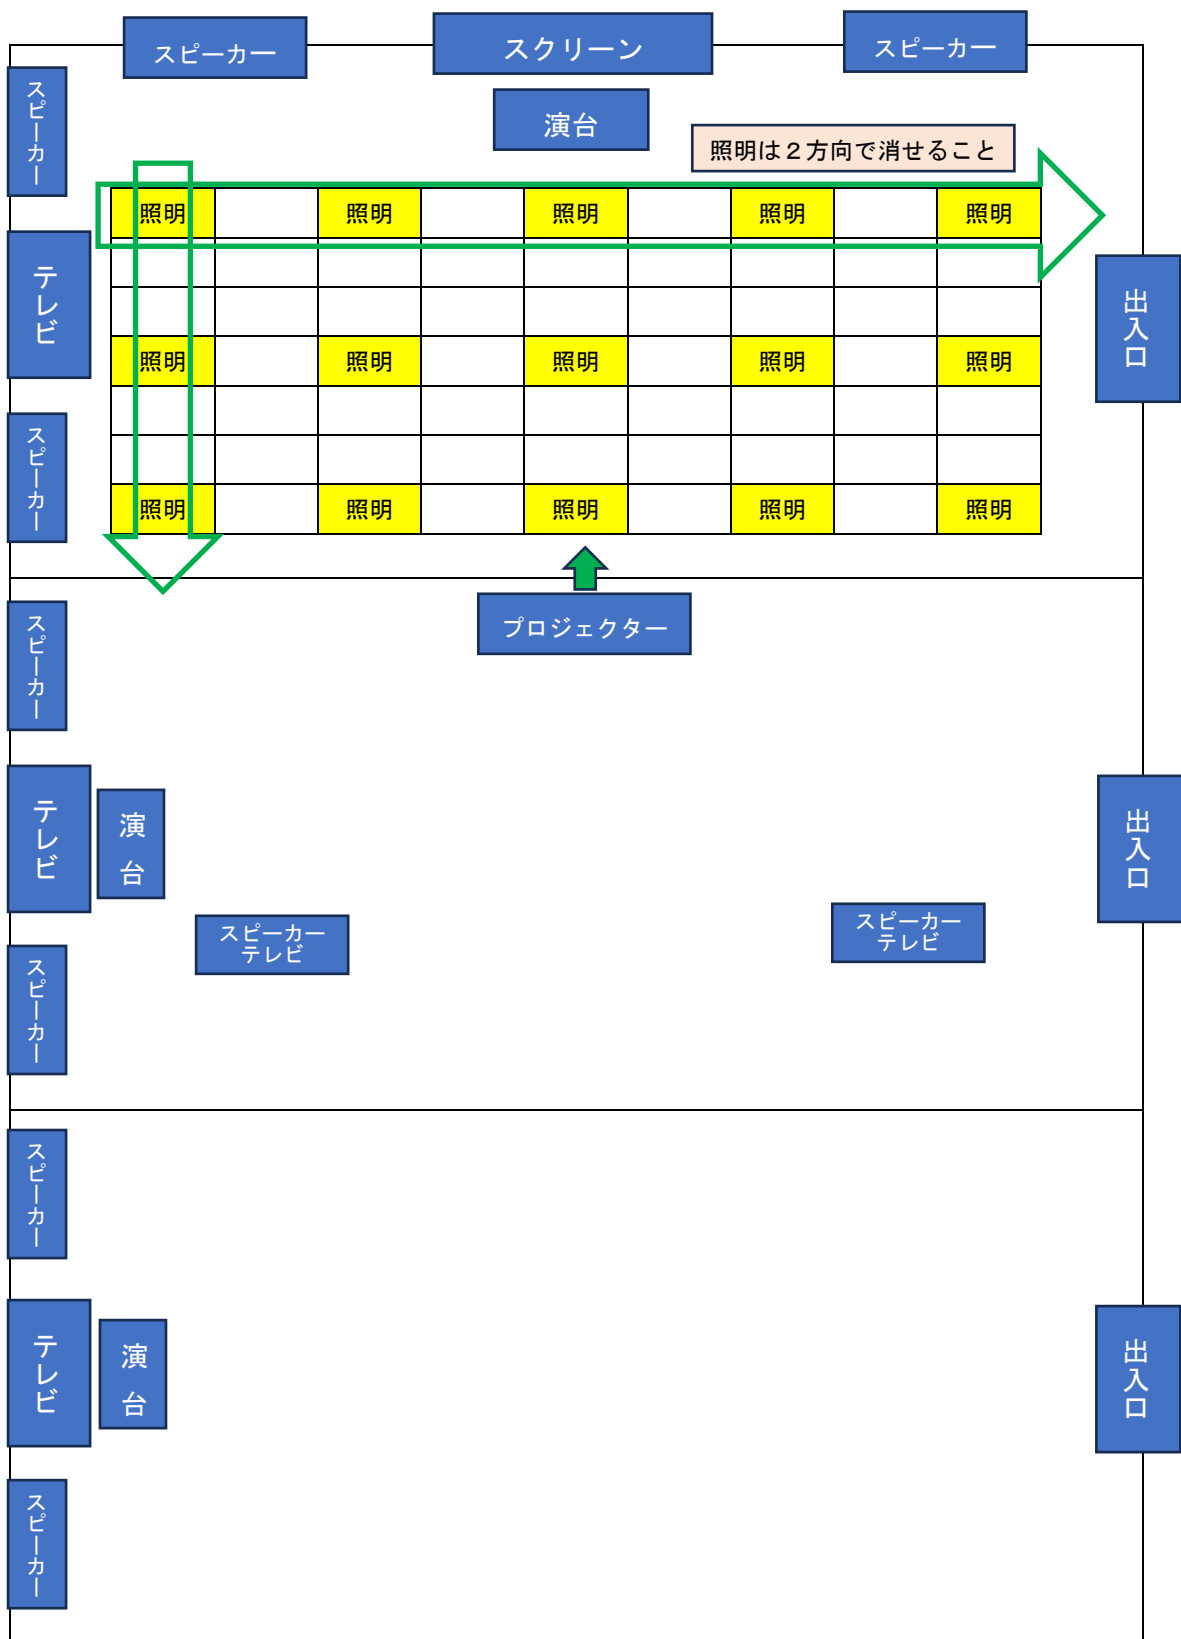 スピーカー
スクリーン
スピーカー
スピーカー
演台
照明は２方向で消せること
照明 照明 照明 照明 照明
テレビ
出入口
照明 照明 照明 照明 照明
スピーカー
照明 照明 照明 照明 照明
スピーカー
プロジェクター
テレビ
演台
出入口
スピーカー
テレビ
スピーカー
テレビ
スピーカー
スピーカー
テレビ
演台
出入口
スピーカー